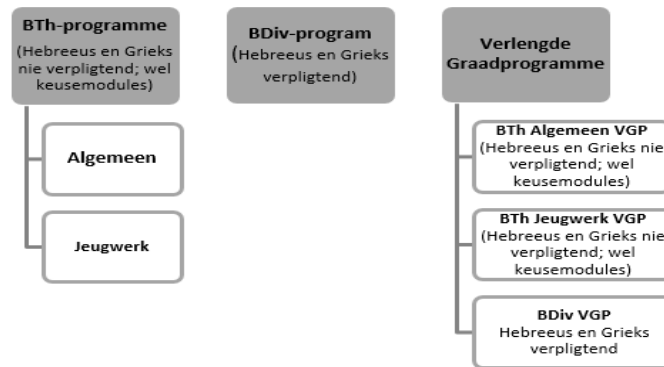 BTh-programme
(Hebreeus en Grieks
nie verpligtend; wel
keusemodules)
Algemeen
Jeugwerk
BDiv-program
(Hebreeus en Grieks
verpligtend)
Verlengde
Graadprogramme
BTh Algemeen VGP
(Hebreeus en Grieks nie
verpligtend; wel
keusemodules)
BTh Jeugwerk VGP
(Hebreeus en Grieks nie
verpligtend; wel
keusemodules)
BDiv VGP
Hebreeus en Grieks
verpligtend